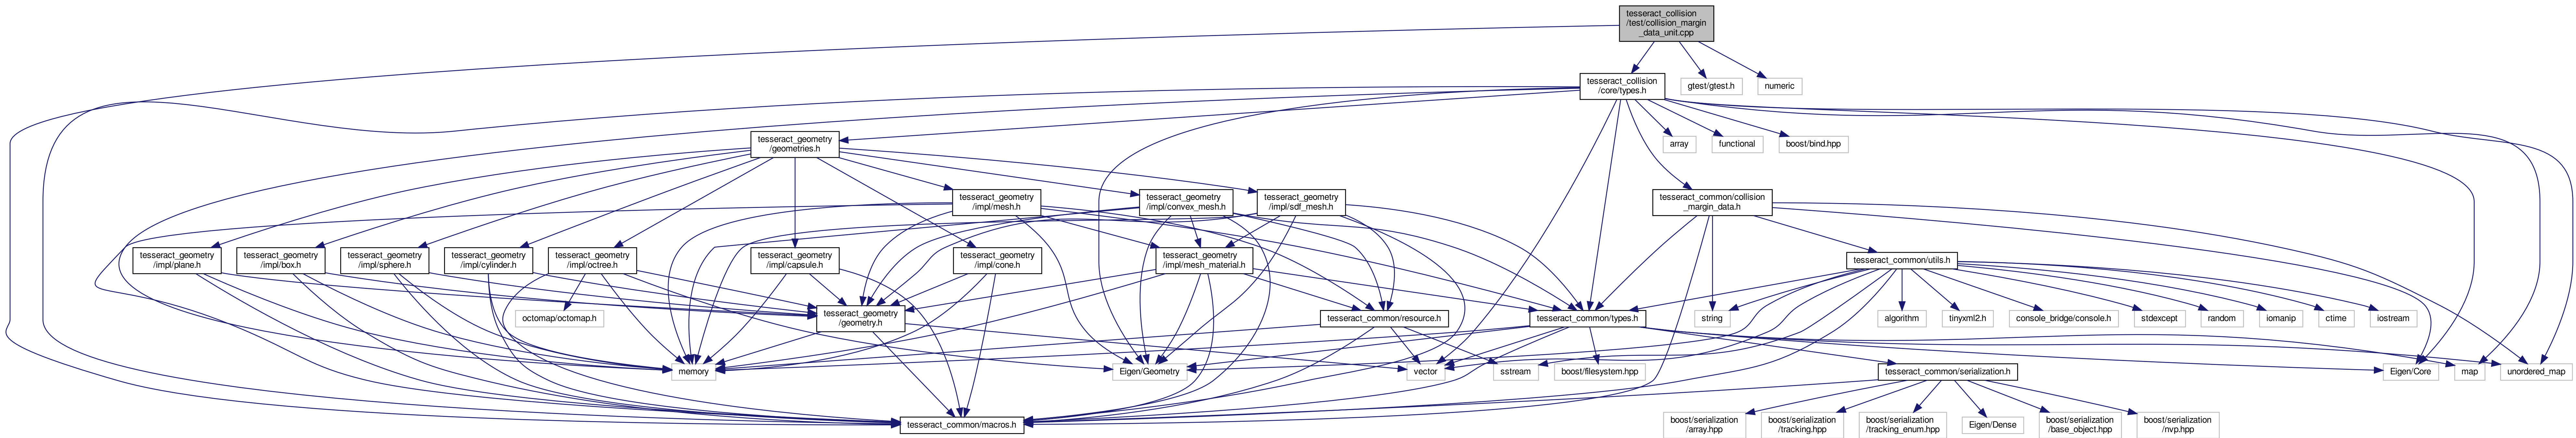 tesseract_collision
/test/collision_margin
_data_unit.cpp
tesseract_collision
/core/types.h
gtest/gtest.h
numeric
tesseract_geometry
/geometries.h
array
functional
boost/bind.hpp
tesseract_geometry
/impl/mesh.h
tesseract_geometry
/impl/convex_mesh.h
tesseract_geometry
/impl/sdf_mesh.h
tesseract_common/collision
_margin_data.h
tesseract_geometry
/impl/plane.h
tesseract_geometry
/impl/box.h
tesseract_geometry
/impl/sphere.h
tesseract_geometry
/impl/cylinder.h
tesseract_geometry
/impl/octree.h
tesseract_geometry
/impl/capsule.h
tesseract_geometry
/impl/cone.h
tesseract_geometry
/impl/mesh_material.h
tesseract_common/utils.h
octomap/octomap.h
tesseract_geometry
/geometry.h
tesseract_common/resource.h
tesseract_common/types.h
string
algorithm
tinyxml2.h
console_bridge/console.h
stdexcept
random
iomanip
ctime
iostream
memory
Eigen/Geometry
vector
sstream
boost/filesystem.hpp
tesseract_common/serialization.h
Eigen/Core
map
unordered_map
tesseract_common/macros.h
boost/serialization
/array.hpp
boost/serialization
/tracking.hpp
boost/serialization
/tracking_enum.hpp
Eigen/Dense
boost/serialization
/base_object.hpp
boost/serialization
/nvp.hpp